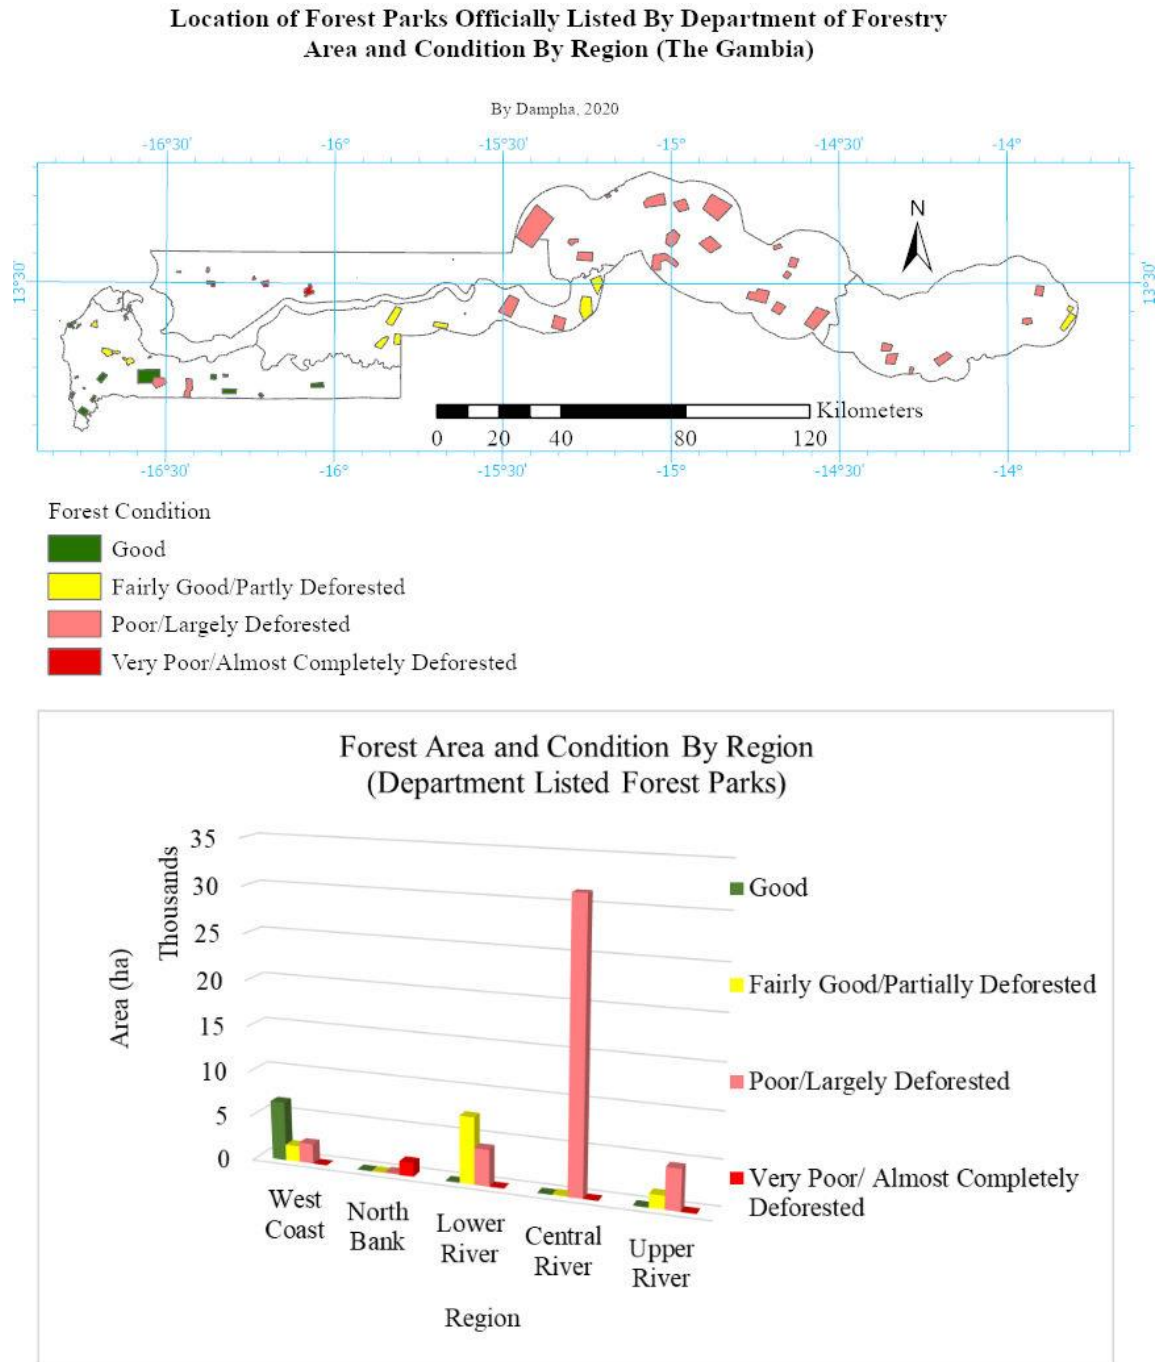 Location of Forest Parks Officially Listed By Department of Forestry
Area and Condition By Region (The Gambia)
By Dampha, 2020
-16°30' -16° -15°30' -15° -14°30' -14°
N
13°30' 13°30'
Kilometers
0 20 40 80 120
-16°30' -16° -15°30' -15° -14°30' -14°
Forest Condition
Good
Fairly Good/Partly Deforested
Poor/Largely Deforested
Very Poor/Almost Completely Deforested
Forest Area and Condition By Region
(Department Listed Forest Parks)
Area (ha)
Thousands
35
30
25
20
15
10
5
0
West
Coast
North
Bank
Lower
River
Central
River
Upper
River
Region
Good
Fairly Good/Partially Deforested
Poor/Largely Deforested
Very Poor/ Almost Completely
Deforested